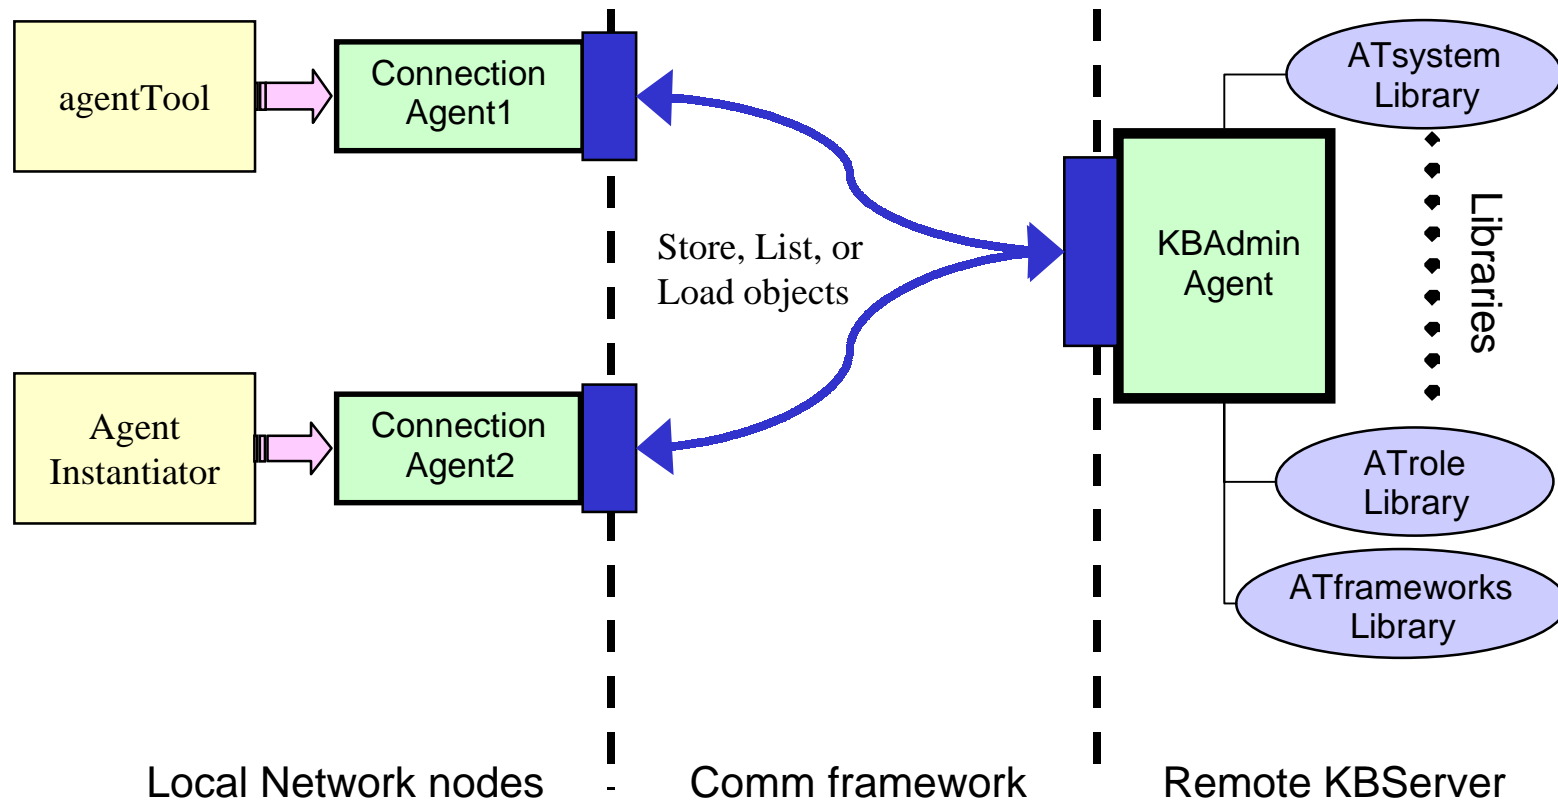 agentTool
Connection
Agent1
ATsystem
Library
Store, List, or
Load objects
KBAdmin
Agent
Libraries
Agent
Instantiator
Connection
Agent2
ATrole
Library
ATframeworks
Library
Local Network nodes
Comm framework
Remote KBServer